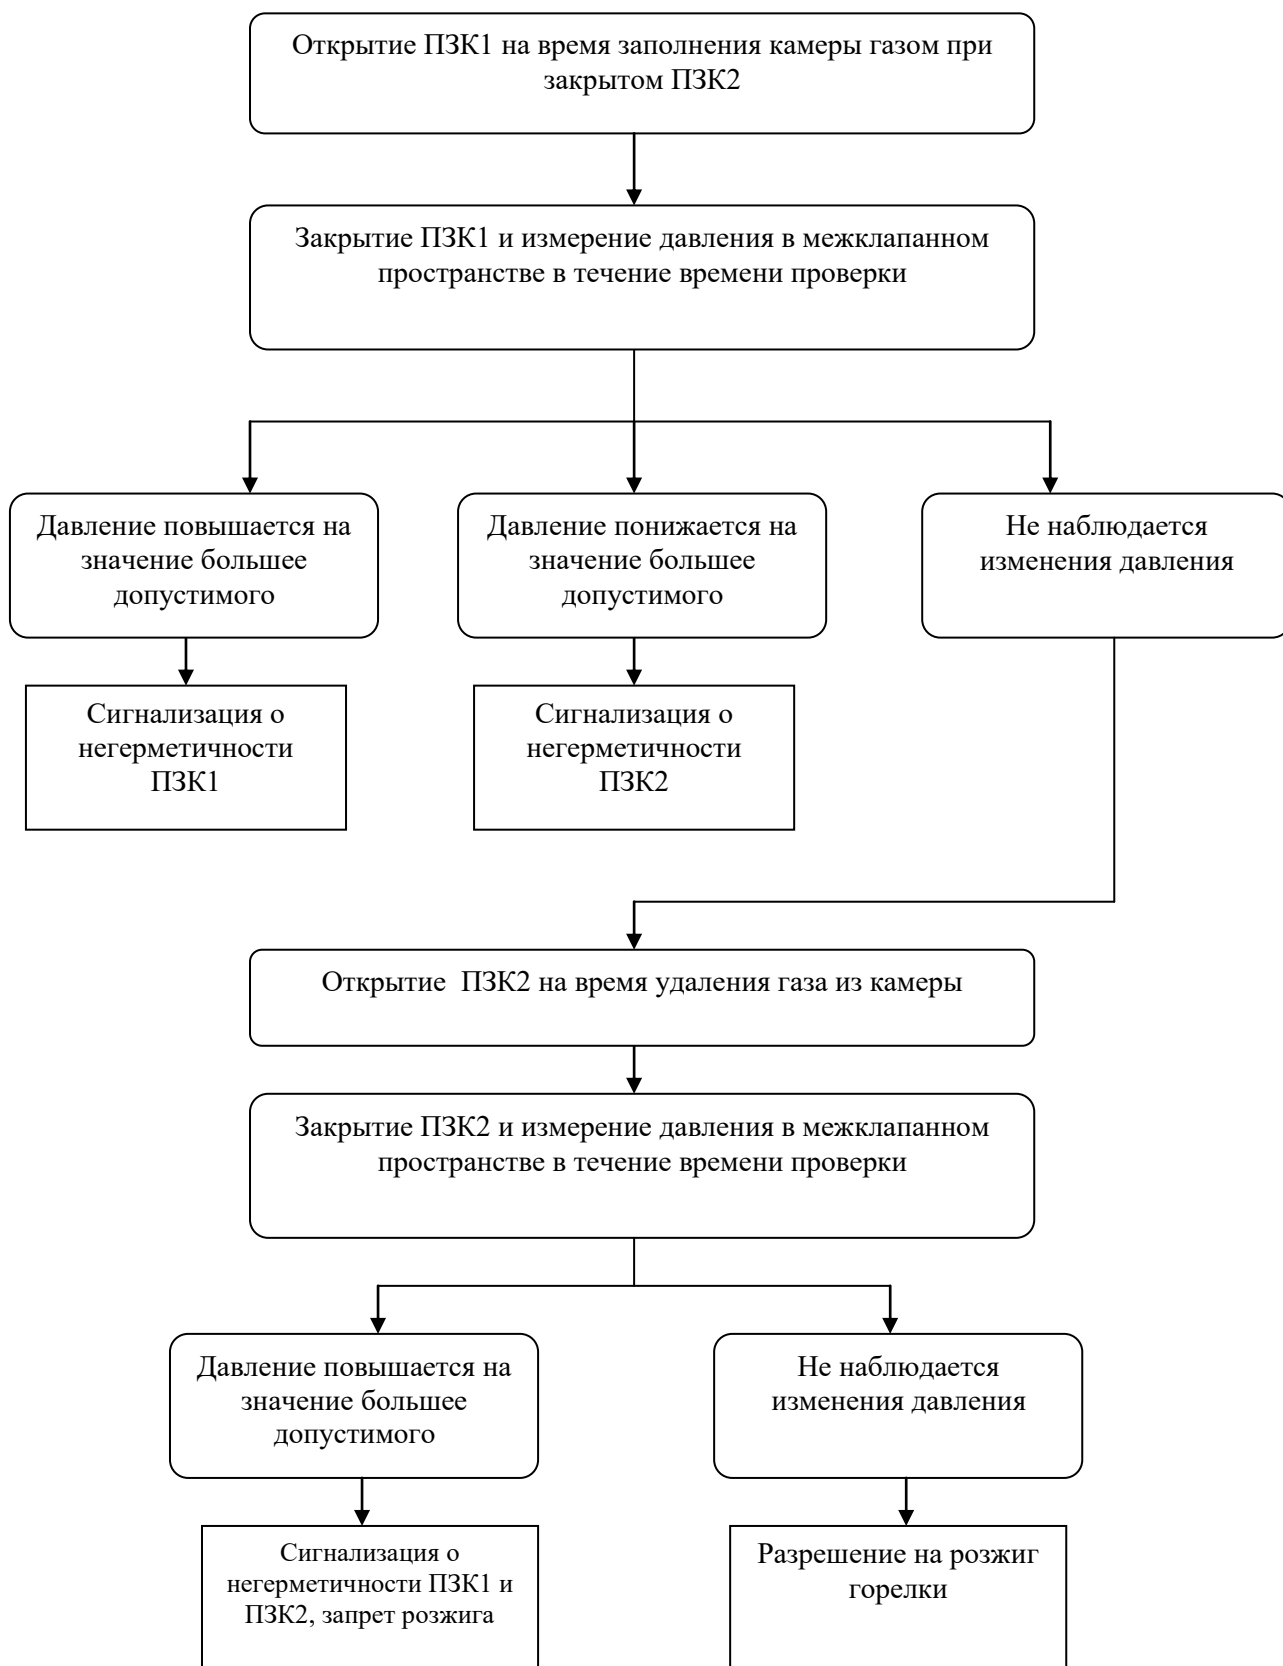 Открытие ПЗК1 на время заполнения камеры газом при
закрытом ПЗК2
Закрытие ПЗК1 и измерение давления в межклапанном
пространстве в течение времени проверки
Давление повышается на
значение большее
допустимого
Давление понижается на
значение большее
допустимого
Не наблюдается
изменения давления
Сигнализация о
негерметичности
ПЗК1
Сигнализация о
негерметичности
ПЗК2
Открытие  ПЗК2 на время удаления газа из камеры
Закрытие ПЗК2 и измерение давления в межклапанном
пространстве в течение времени проверки
Давление повышается на
значение большее
допустимого
Не наблюдается
изменения давления
Сигнализация о
негерметичности ПЗК1 и
ПЗК2, запрет розжига
Разрешение на розжиг
горелки